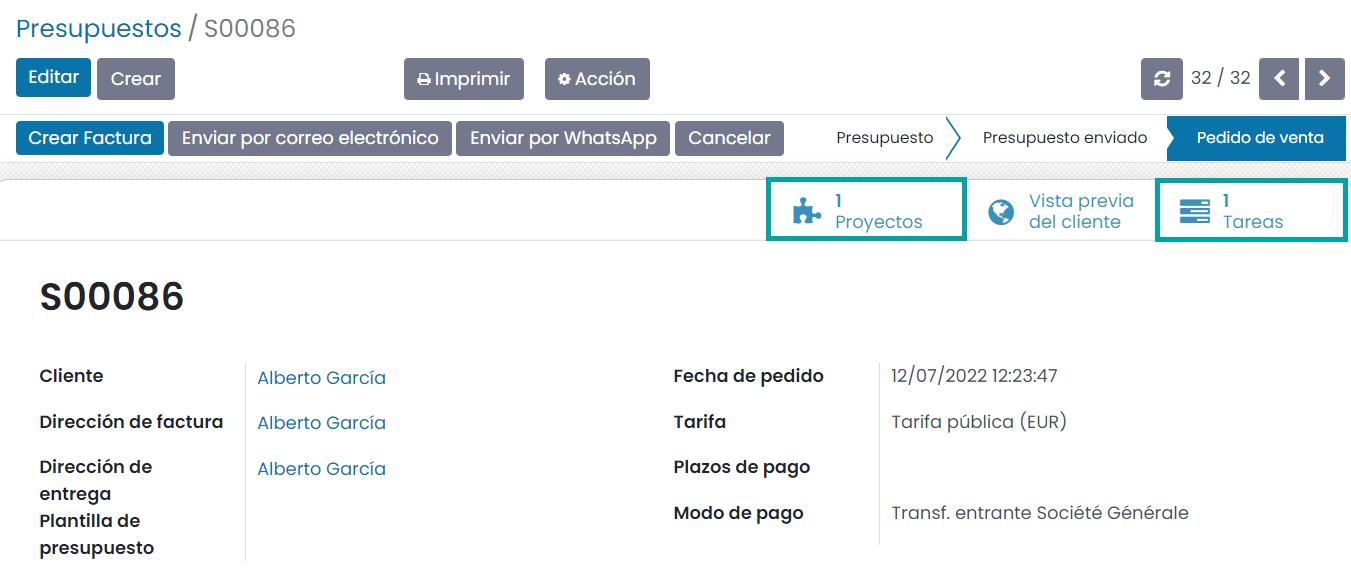 Presupuestos / S00086
Editar Crear Imprimir Acción 32 / 32
Crear Factura Enviar por correo electrónico Enviar por WhatsApp Cancelar Presupuesto Presupuesto enviado Pedido de venta
1 Proyectos
Vista previa
del cliente
1 Tareas
S00086
Cliente Alberto García
Dirección de factura Alberto García
Dirección de
entrega
Alberto García
Plantilla de
presupuesto
Fecha de pedido 12/07/2022 12:23:47
Tarifa Tarifa pública (EUR)
Plazos de pago
Modo de pago Transf. entrante Société Générale